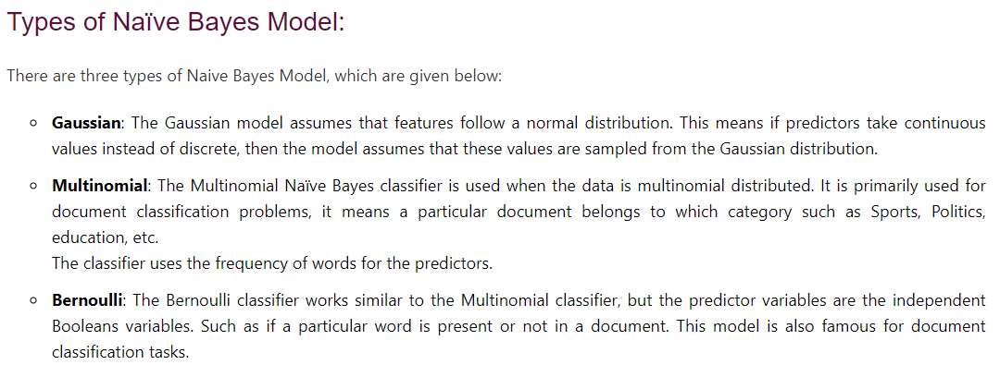 Types of Naïve Bayes Model:
There are three types of Naive Bayes Model, which are given below:
Gaussian: The Gaussian model assumes that features follow a normal distribution. This means if predictors take continuous
values instead of discrete, then the model assumes that these values are sampled from the Gaussian distribution.
Multinomial: The Multinomial Naïve Bayes classifier is used when the data is multinomial distributed. It is primarily used for
document classification problems, it means a particular document belongs to which category such as Sports, Politics,
education, etc.
The classifier uses the frequency of words for the predictors.
Bernoulli: The Bernoulli classifier works similar to the Multinomial classifier, but the predictor variables are the independent
Booleans variables. Such as if a particular word is present or not in a document. This model is also famous for document
classification tasks.